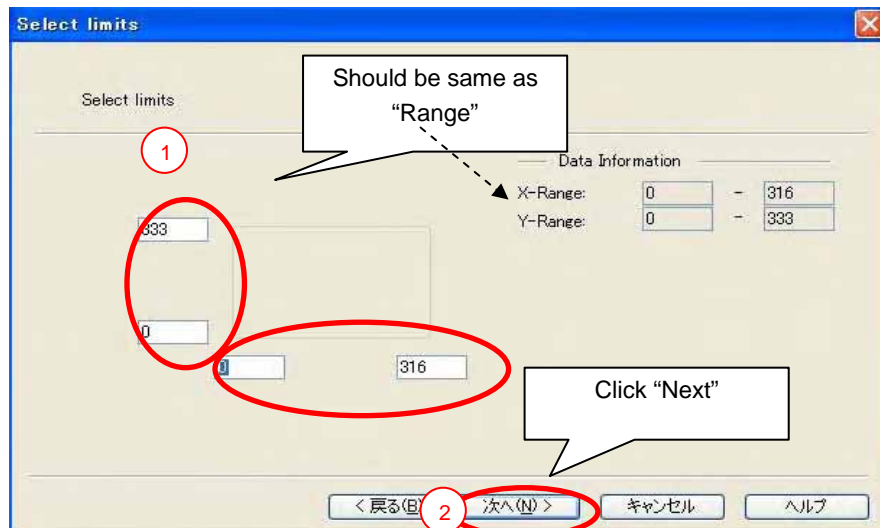 Select limits
Should be same as
“Range”
Select limits
1
Data Information
X-Range: 0 - 316
Y-Range: 0 - 333
333
0
0 316
Click “Next”
< 戻る(B) 2 次へ(N) > キャンセル ヘルプ